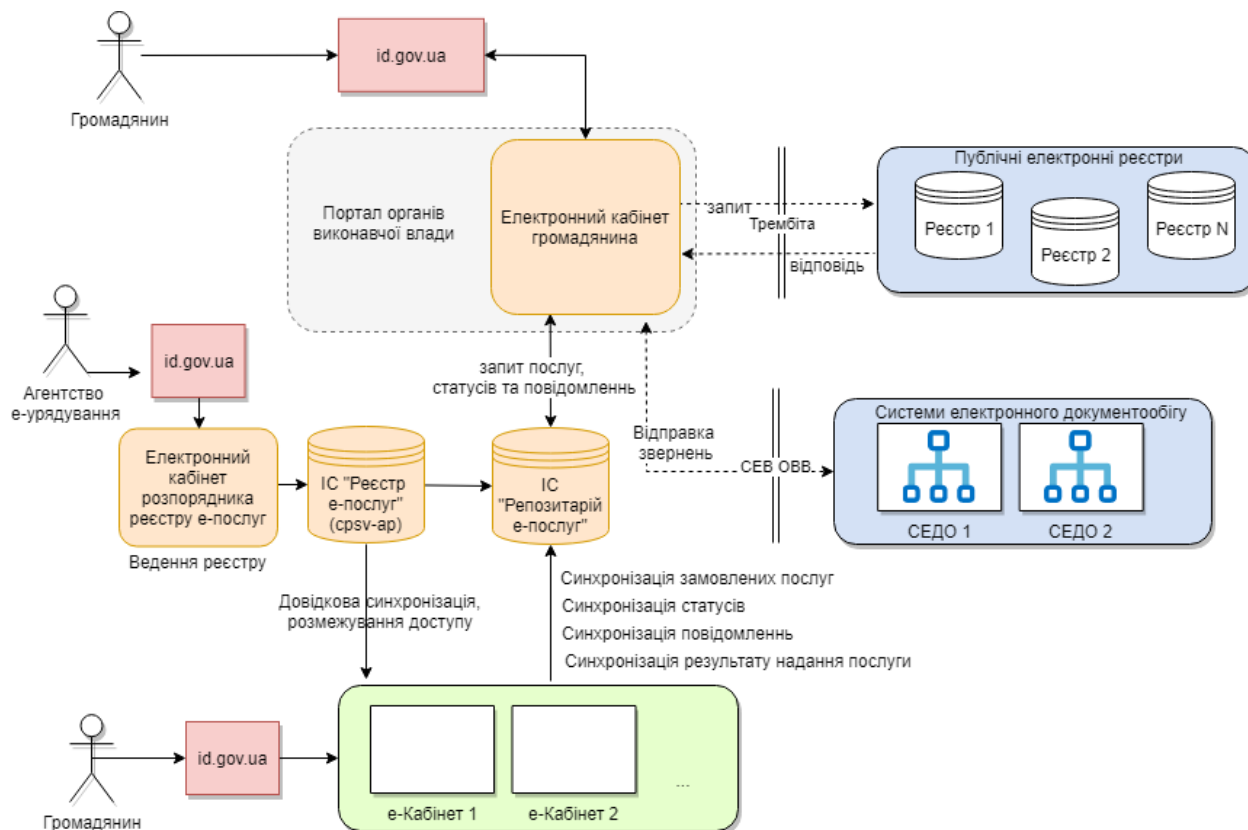 id.gov.ua
Громадянин
Публічні електронні реєстри
Портал органів
виконавчої влади
Електронний кабінет
громадянина
запит
Трембіта
відповідь
Реєстр 1
Реєстр 2
Реєстр N
id.gov.ua
Агентство
е-урядування
запит послуг,
статусів та повідомленнь
Відправка
звернень
СЕВ ОВВ
Системи електронного документообігу
СЕДО 1
СЕДО 2
Електронний
кабінет
розпорядника
реєстру е-послуг
Ведення реєстру
ІС "Реєстр
е-послуг"
(cpsv-ap)
ІС
"Репозитарій
е-послуг"
Довідкова синхронізація,
розмежування доступу
Синхронізація замовлених послуг
Синхронізація статусів
Синхронізація повідомленнь
Синхронізація результату надання послуги
id.gov.ua
Громадянин
е-Кабінет 1
е-Кабінет 2
...